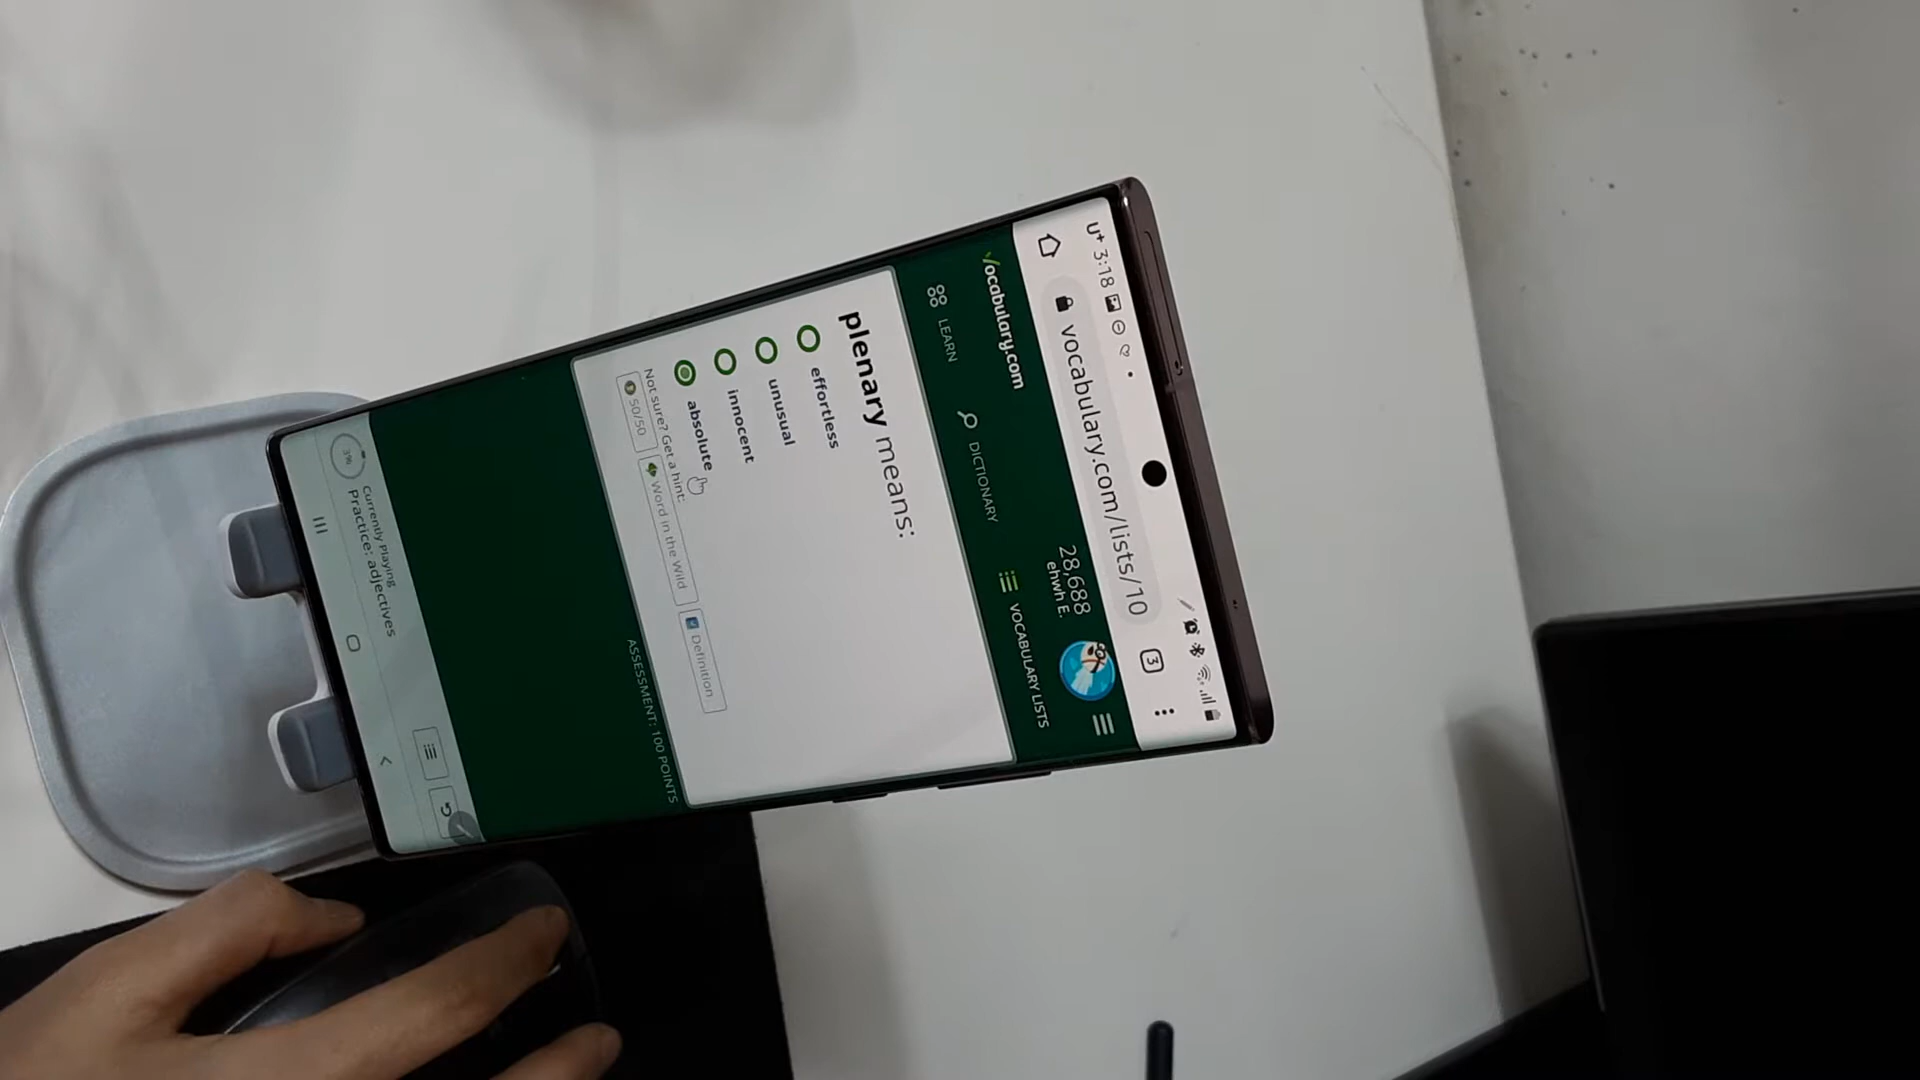 U+ 3:18
vocabulary.com/lists/10
3
Vocabulary.com
28,688
ehwh E.
LEARN
DICTIONARY
VOCABULARY LISTS
plenary means:
effortless
unusual
innocent
absolute
Not sure? Get a hint:
50/50
Word in the Wild
Definition
ASSESSMENT: 100 POINTS
3%
Currently Playing
Practice: adjectives